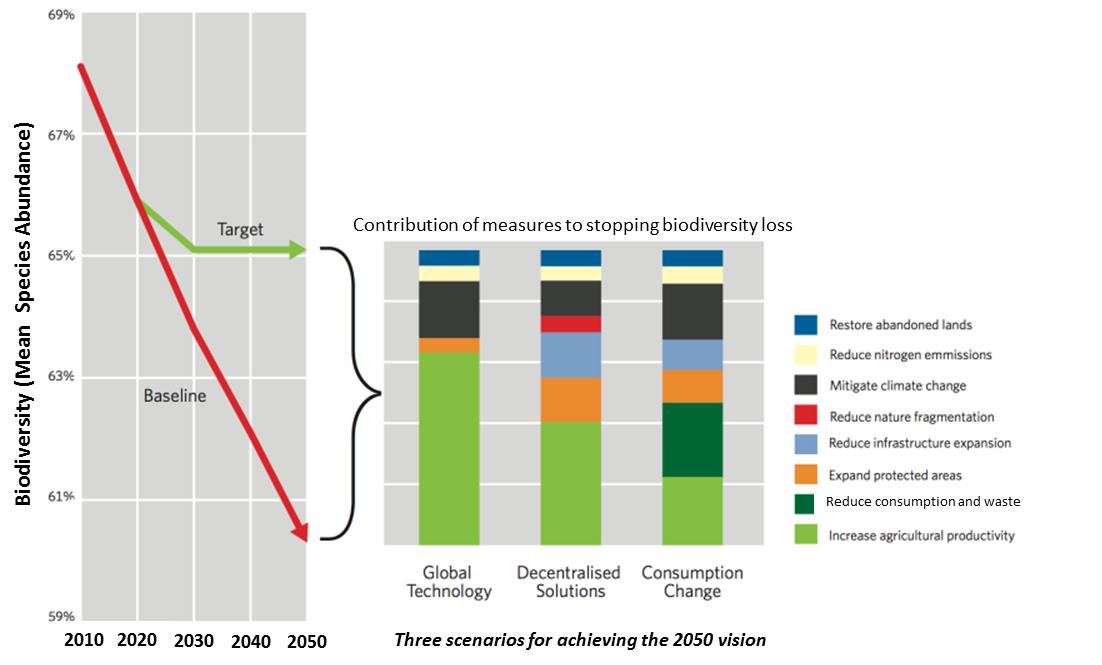 Biodiversity (Mean Species Abundance)
69%
67%
65%
63%
61%
59%
Target
Baseline
2010 2020 2030 2040 2050
Contribution of measures to stopping biodiversity loss
Global
Technology
Decentralised
Solutions
Consumption
Change
Three scenarios for achieving the 2050 vision
Restore abandoned lands
Reduce nitrogen emmissions
Mitigate climate change
Reduce nature fragmentation
Reduce infrastructure expansion
Expand protected areas
Reduce consumption and waste
Increase agricultural productivity